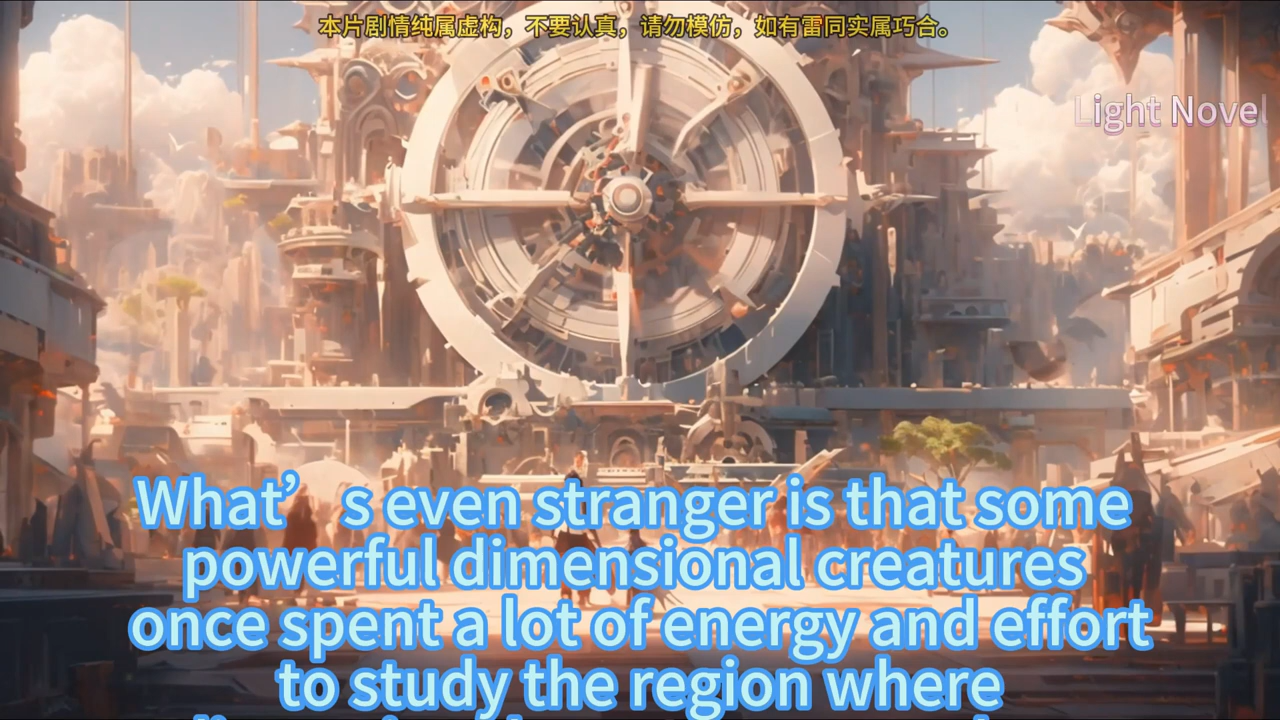 本片剧情纯属虚构，不要认真，请勿模仿，如有雷同实属巧合。
Light Novel
What’s even stranger is that some
powerful dimensional creatures
once spent a lot of energy and effort
to study the region where